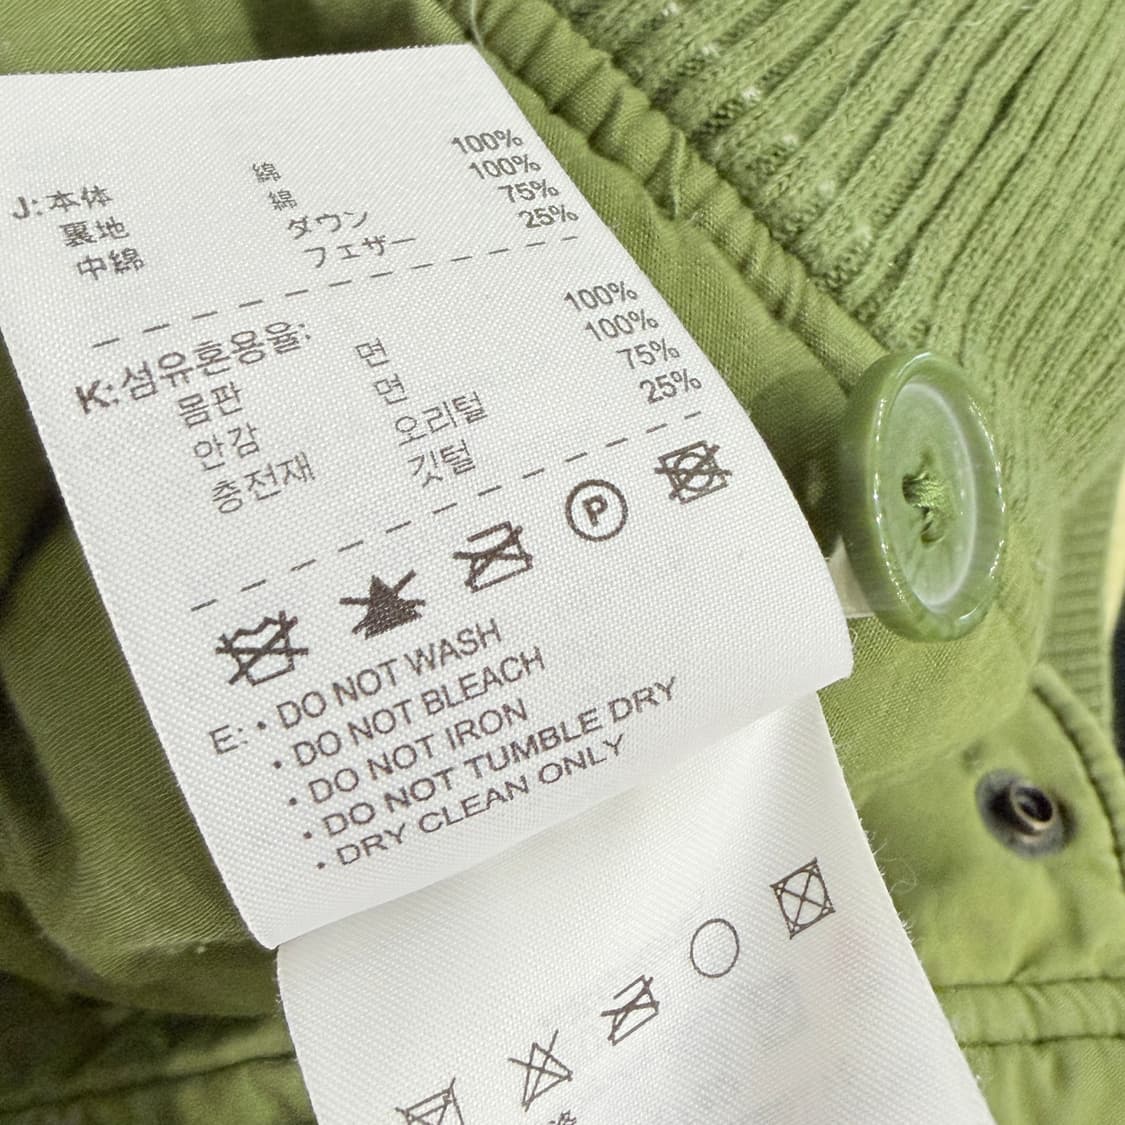 J:本体 綿 100%
裏地 綿 100%
中綿 ダウン 75%
フェザー 25%
K:섬유혼용율:
몸판 면 100%
안감 면 100%
충전재 오리털 75%
깃털 25%
P
E: • DO NOT WASH
• DO NOT BLEACH
• DO NOT IRON
• DO NOT TUMBLE DRY
• DRY CLEAN ONLY